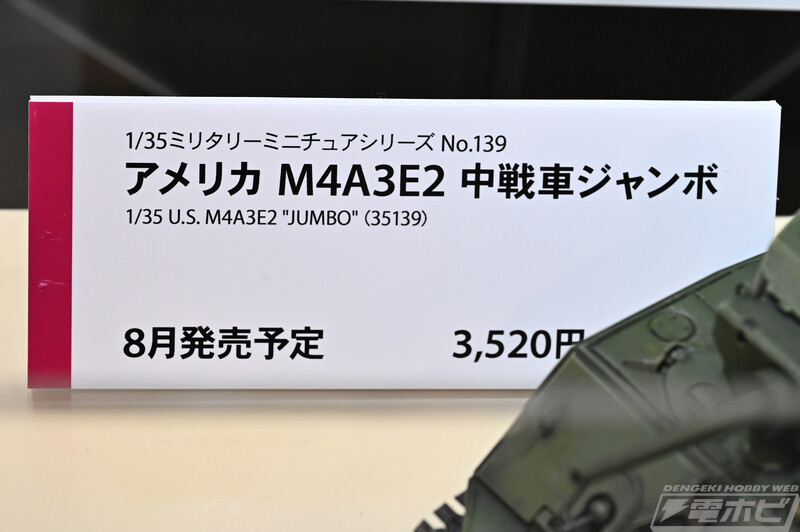 1/35ミリタリーミニチュアシリーズ No.139
アメリカ M4A3E2 中戦車ジャンボ
1/35 U.S. M4A3E2 "JUMBO" (35139)
8月発売予定 3,520円
DENGEKI HOBBY WEB
電ホビ